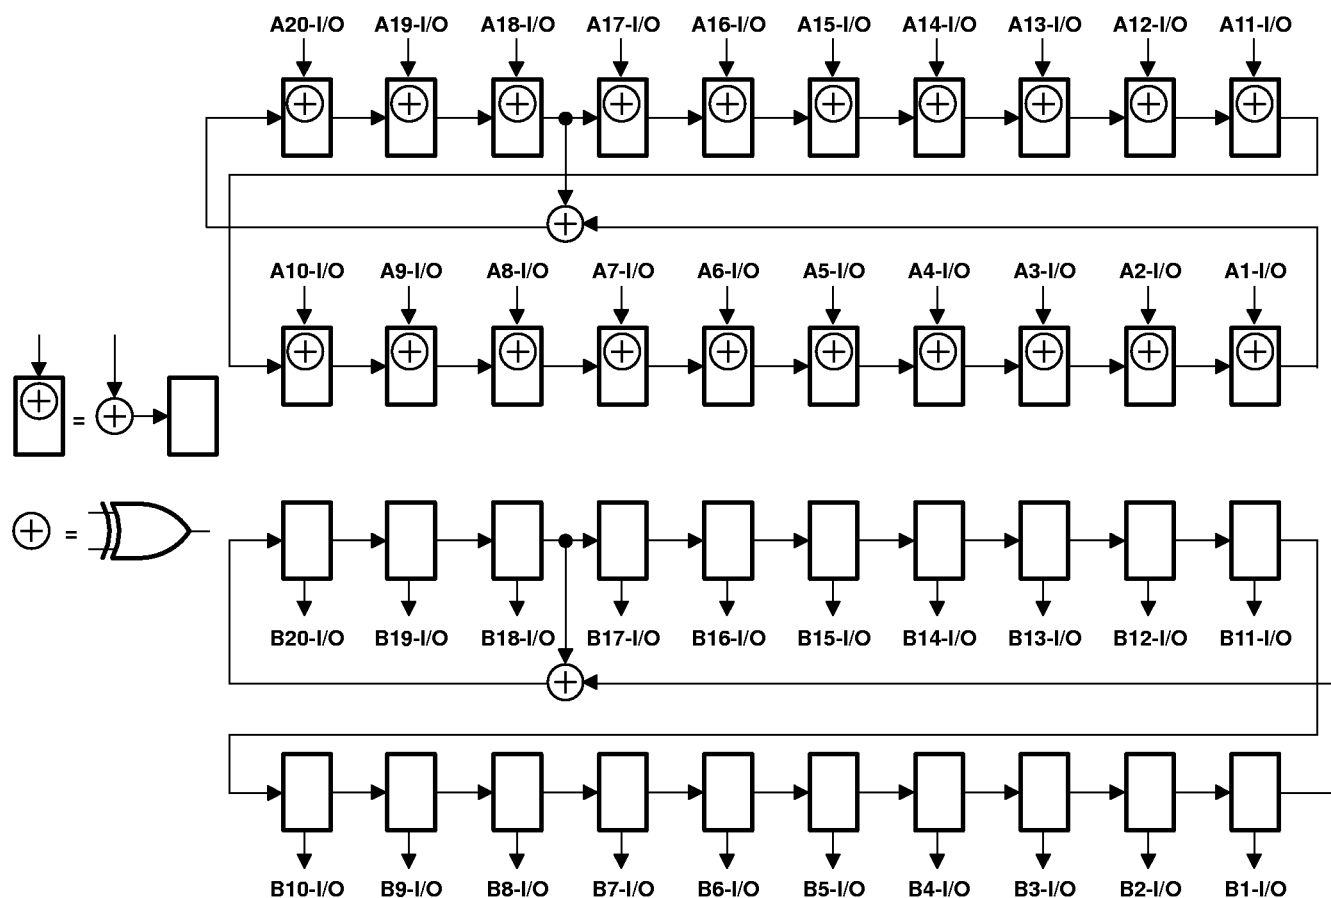 A20-I/O A19-I/O A18-I/O A17-I/O A16-I/O A15-I/O A14-I/O A13-I/O A12-I/O A11-I/O
A10-I/O A9-I/O A8-I/O A7-I/O A6-I/O A5-I/O A4-I/O A3-I/O A2-I/O A1-I/O
=
=
B20-I/O B19-I/O B18-I/O B17-I/O B16-I/O B15-I/O B14-I/O B13-I/O B12-I/O B11-I/O
B10-I/O B9-I/O B8-I/O B7-I/O B6-I/O B5-I/O B4-I/O B3-I/O B2-I/O B1-I/O